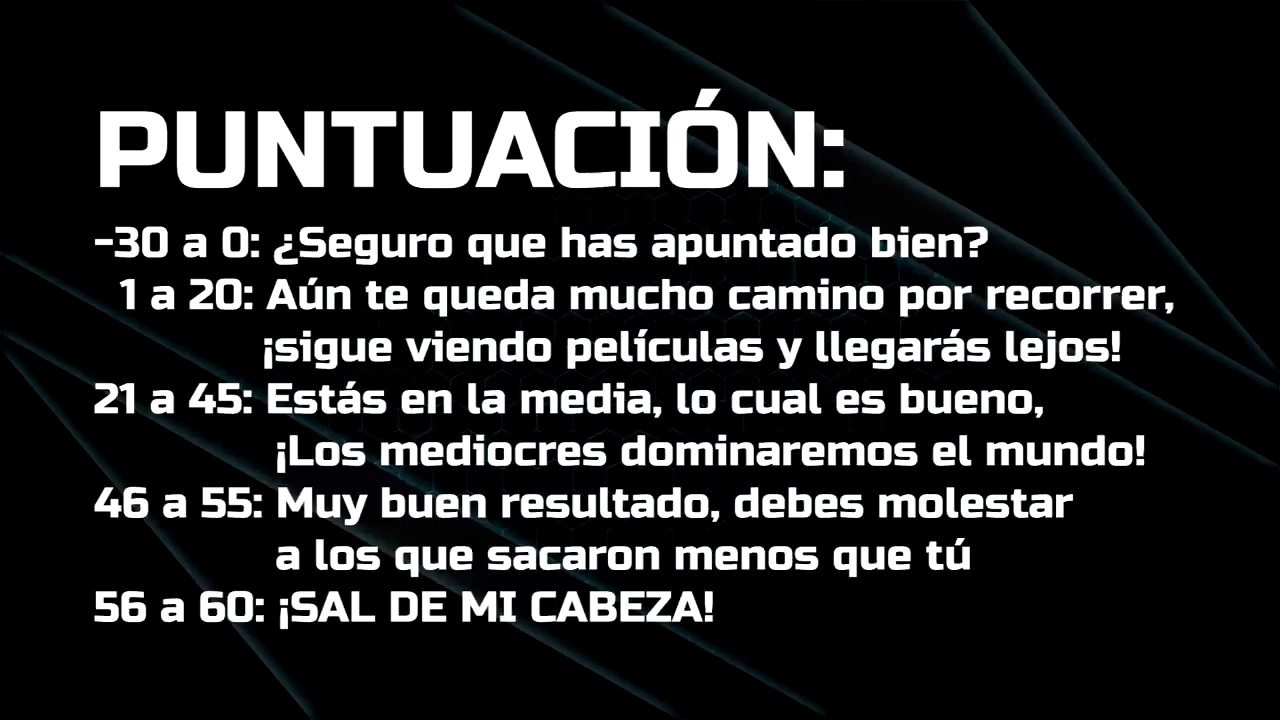 PUNTUACIÓN:
-30 a 0: ¿Seguro que has apuntado bien?
1 a 20: Aún te queda mucho camino por recorrer,
¡sigue viendo películas y llegarás lejos!
21 a 45: Estás en la media, lo cual es bueno,
¡Los mediocres dominaremos el mundo!
46 a 55: Muy buen resultado, debes molestar
a los que sacaron menos que tú
56 a 60: ¡SAL DE MI CABEZA!